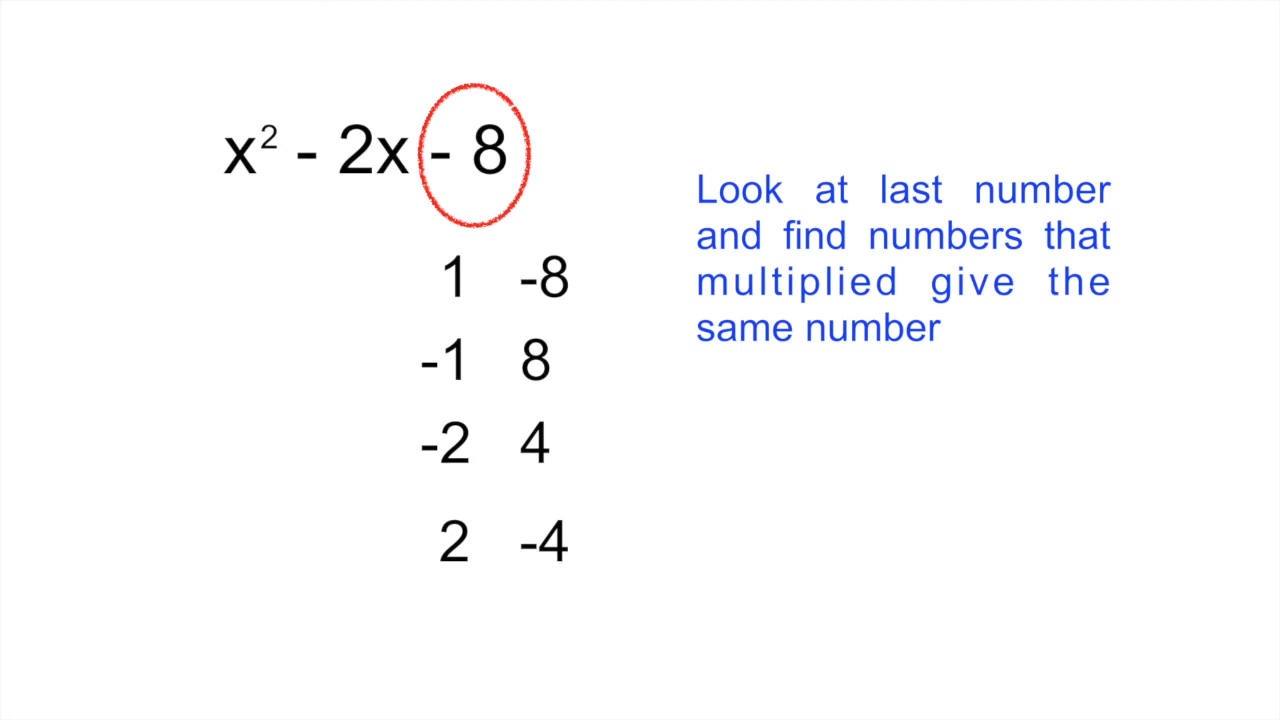 x² - 2x - 8
Look at last number
and find numbers that
multiplied give the
same number
1 -8
-1 8
-2 4
2 -4